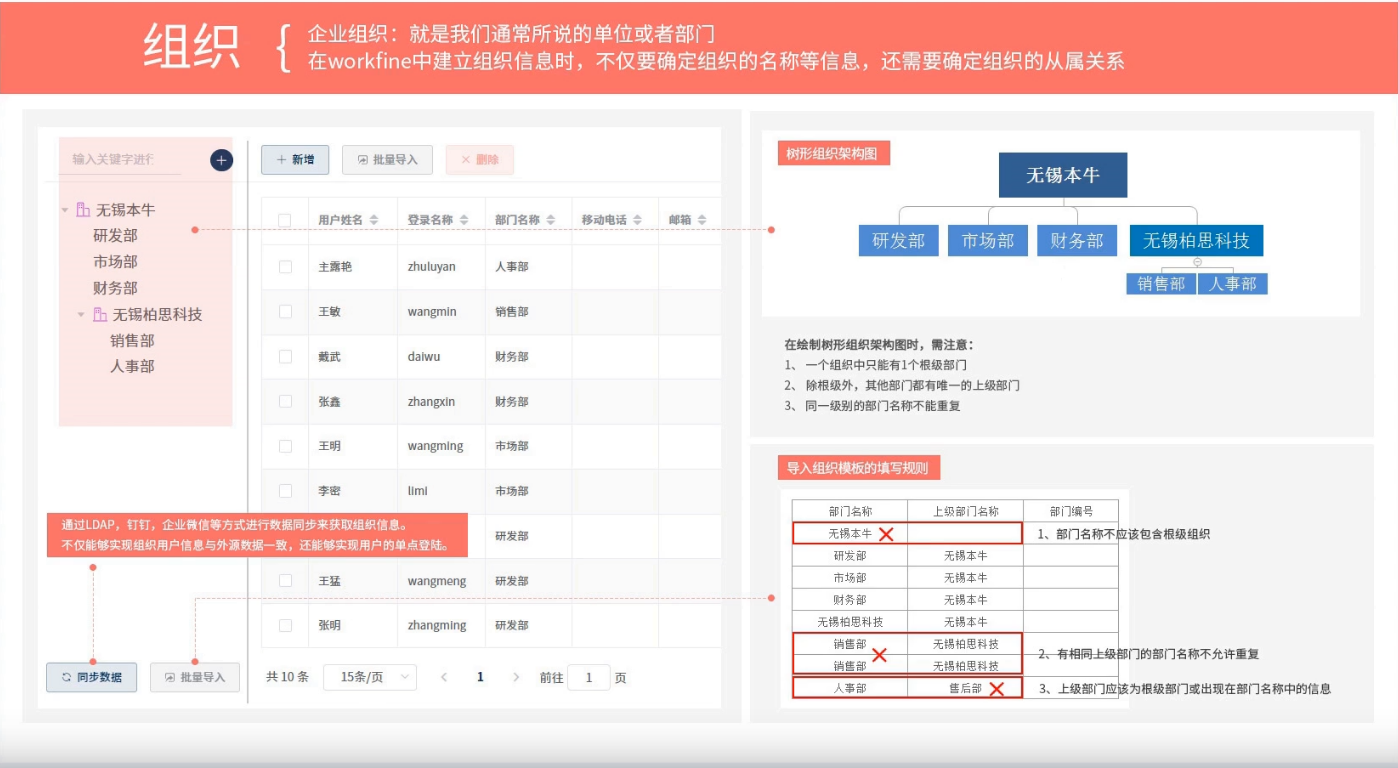 组织
企业组织：就是我们通常所说的单位或者部门
在workfine中建立组织信息时，不仅要确定组织的名称等信息，还需要确定组织的从属关系
输入关键字进行
无锡本牛
研发部
市场部
财务部
无锡柏思科技
销售部
人事部
新增 批量导入 删除
用户姓名 登录名称 部门名称 移动电话 邮箱
主露艳 zhuluyan 人事部
王敏 wangmin 销售部
戴武 daiwu 财务部
张鑫 zhangxin 财务部
王明 wangming 市场部
李密 limi 市场部
研发部
王猛 wangmeng 研发部
张明 zhangming 研发部
通过LDAP，钉钉，企业微信等方式进行数据同步来获取组织信息。
不仅能够实现组织用户信息与外源数据一致，还能够实现用户的单点登陆。
同步数据 批量导入
共 10 条 15条/页 < 1 > 前往 1 页
树形组织架构图
无锡本牛
研发部 市场部 财务部 无锡柏思科技
销售部 人事部
在绘制树形组织架构图时，需注意：
1、 一个组织中只能有1个根级部门
2、 除根级外，其他部门都有唯一的上级部门
3、 同一级别的部门名称不能重复
导入组织模板的填写规则
部门名称 上级部门名称 部门编号
无锡本牛
研发部 无锡本牛
市场部 无锡本牛
财务部 无锡本牛
无锡柏思科技 无锡本牛
销售部 无锡柏思科技
销售部 无锡柏思科技
人事部 售后部
1、部门名称不应该包含根级组织
2、有相同上级部门的部门名称不允许重复
3、上级部门应该为根级部门或出现在部门名称中的信息